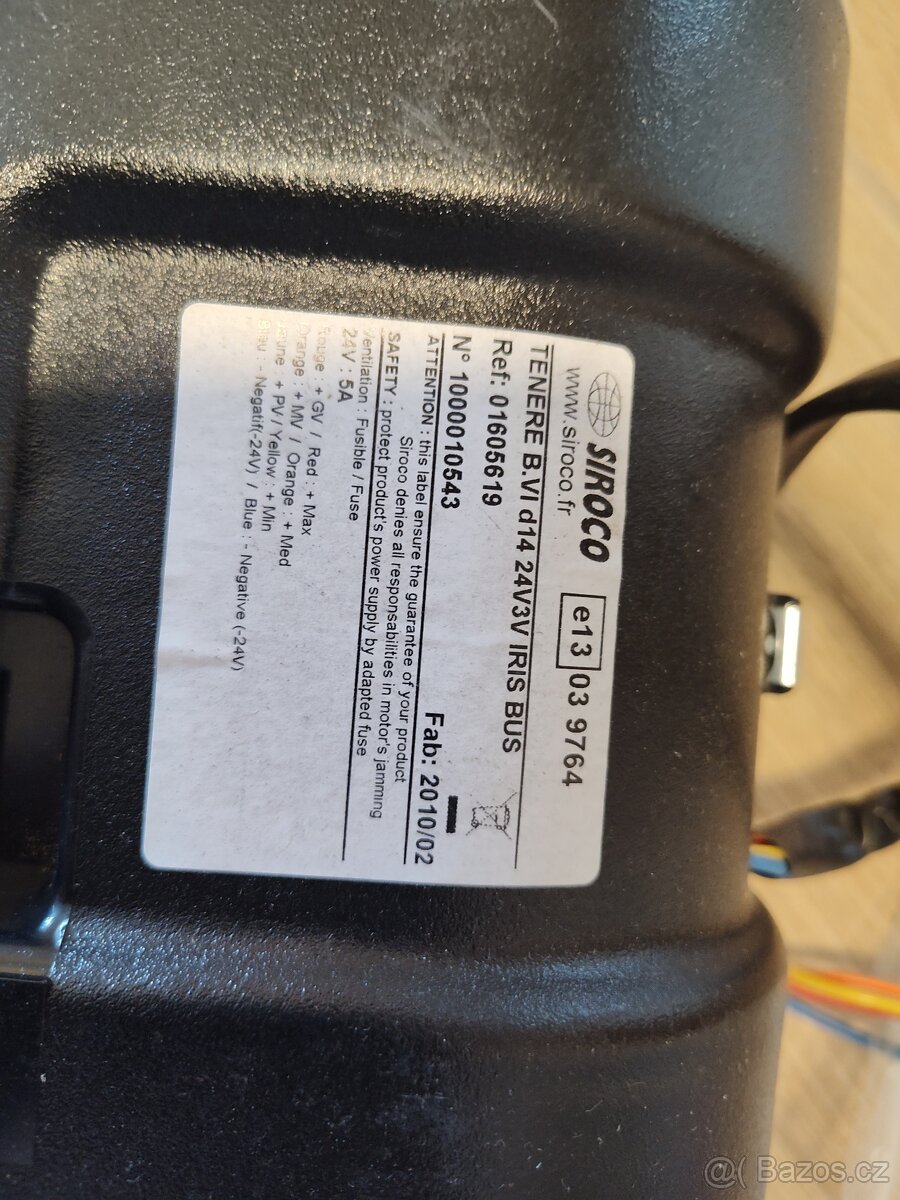 SIROCO e13 03 9764
www.siroco.fr
TENERE B.VI d14 24V3V IRIS BUS
Ref: 01605619
N° 1000010543 Fab: 2010/02
ATTENTION : this label ensure the guarantee of your product
Siroco denies all responsabilities in motor's jamming
SAFETY : protect product's power supply by adapted fuse
Ventilation : Fusible / Fuse
24V : 5A
Rouge : + GV / Red : + Max
Orange : + MV / Orange : + Med
Jaune : + PV / Yellow : + Min
Bleu : - Negatif(-24V) / Blue : - Negative (-24V)
@( Bazos.cz